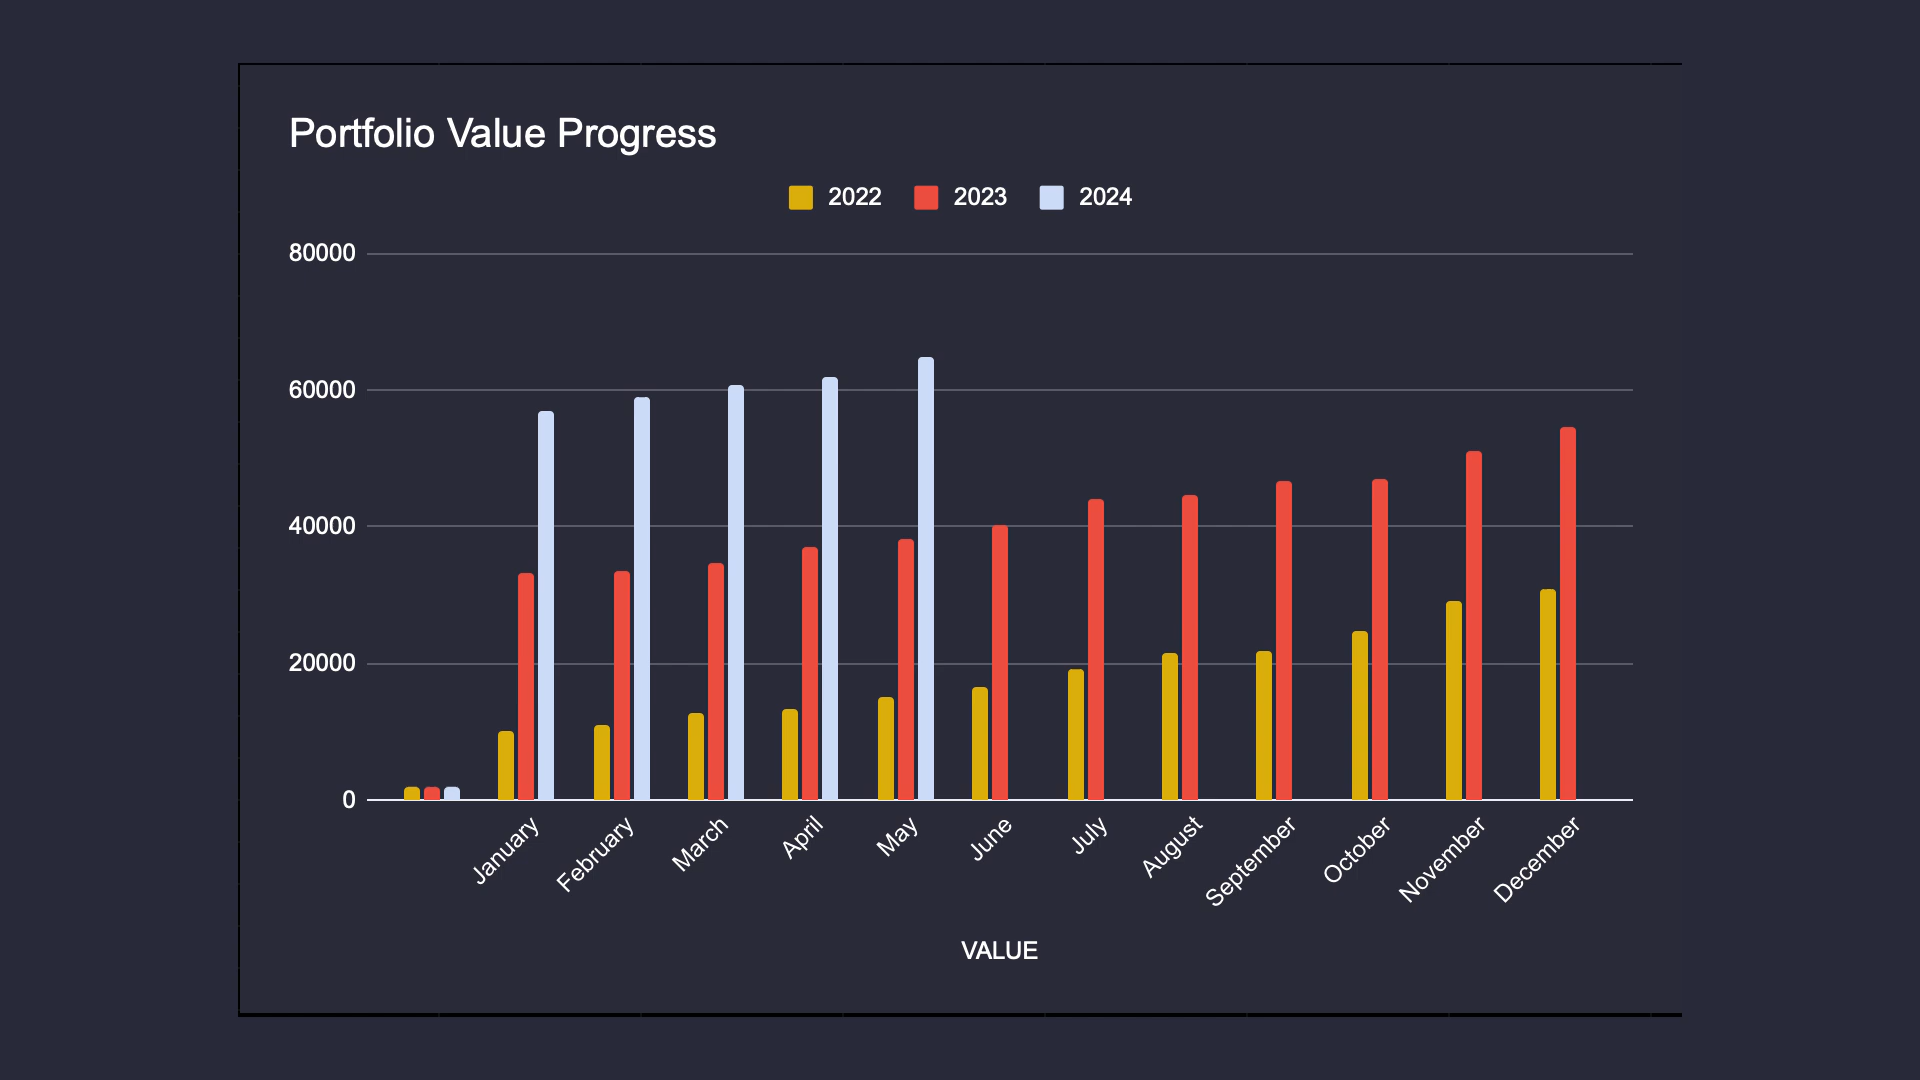 Portfolio Value Progress
2022 2023 2024
80000
60000
40000
20000
0
January February March April May June July August September October November December
VALUE